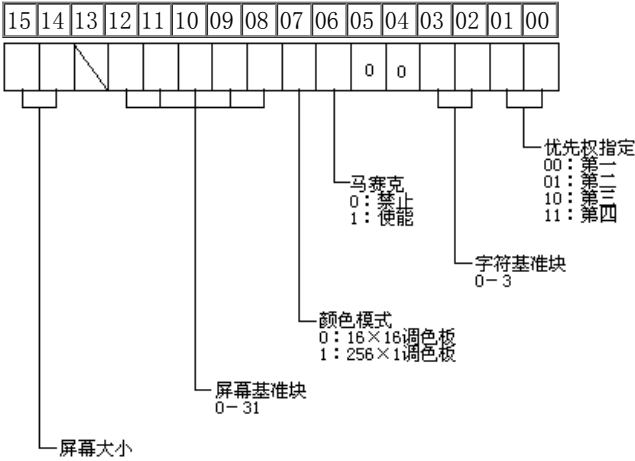 15 14 13 12 11 10 09 08 07 06 05 04 03 02 01 00
0 0
优先权指定
00：第一
01：第二
10：第三
11：第四
马赛克
0：禁止
1：使能
字符基准块
0－3
颜色模式
0：16×16调色板
1：256×1调色板
屏幕基准块
0－31
屏幕大小